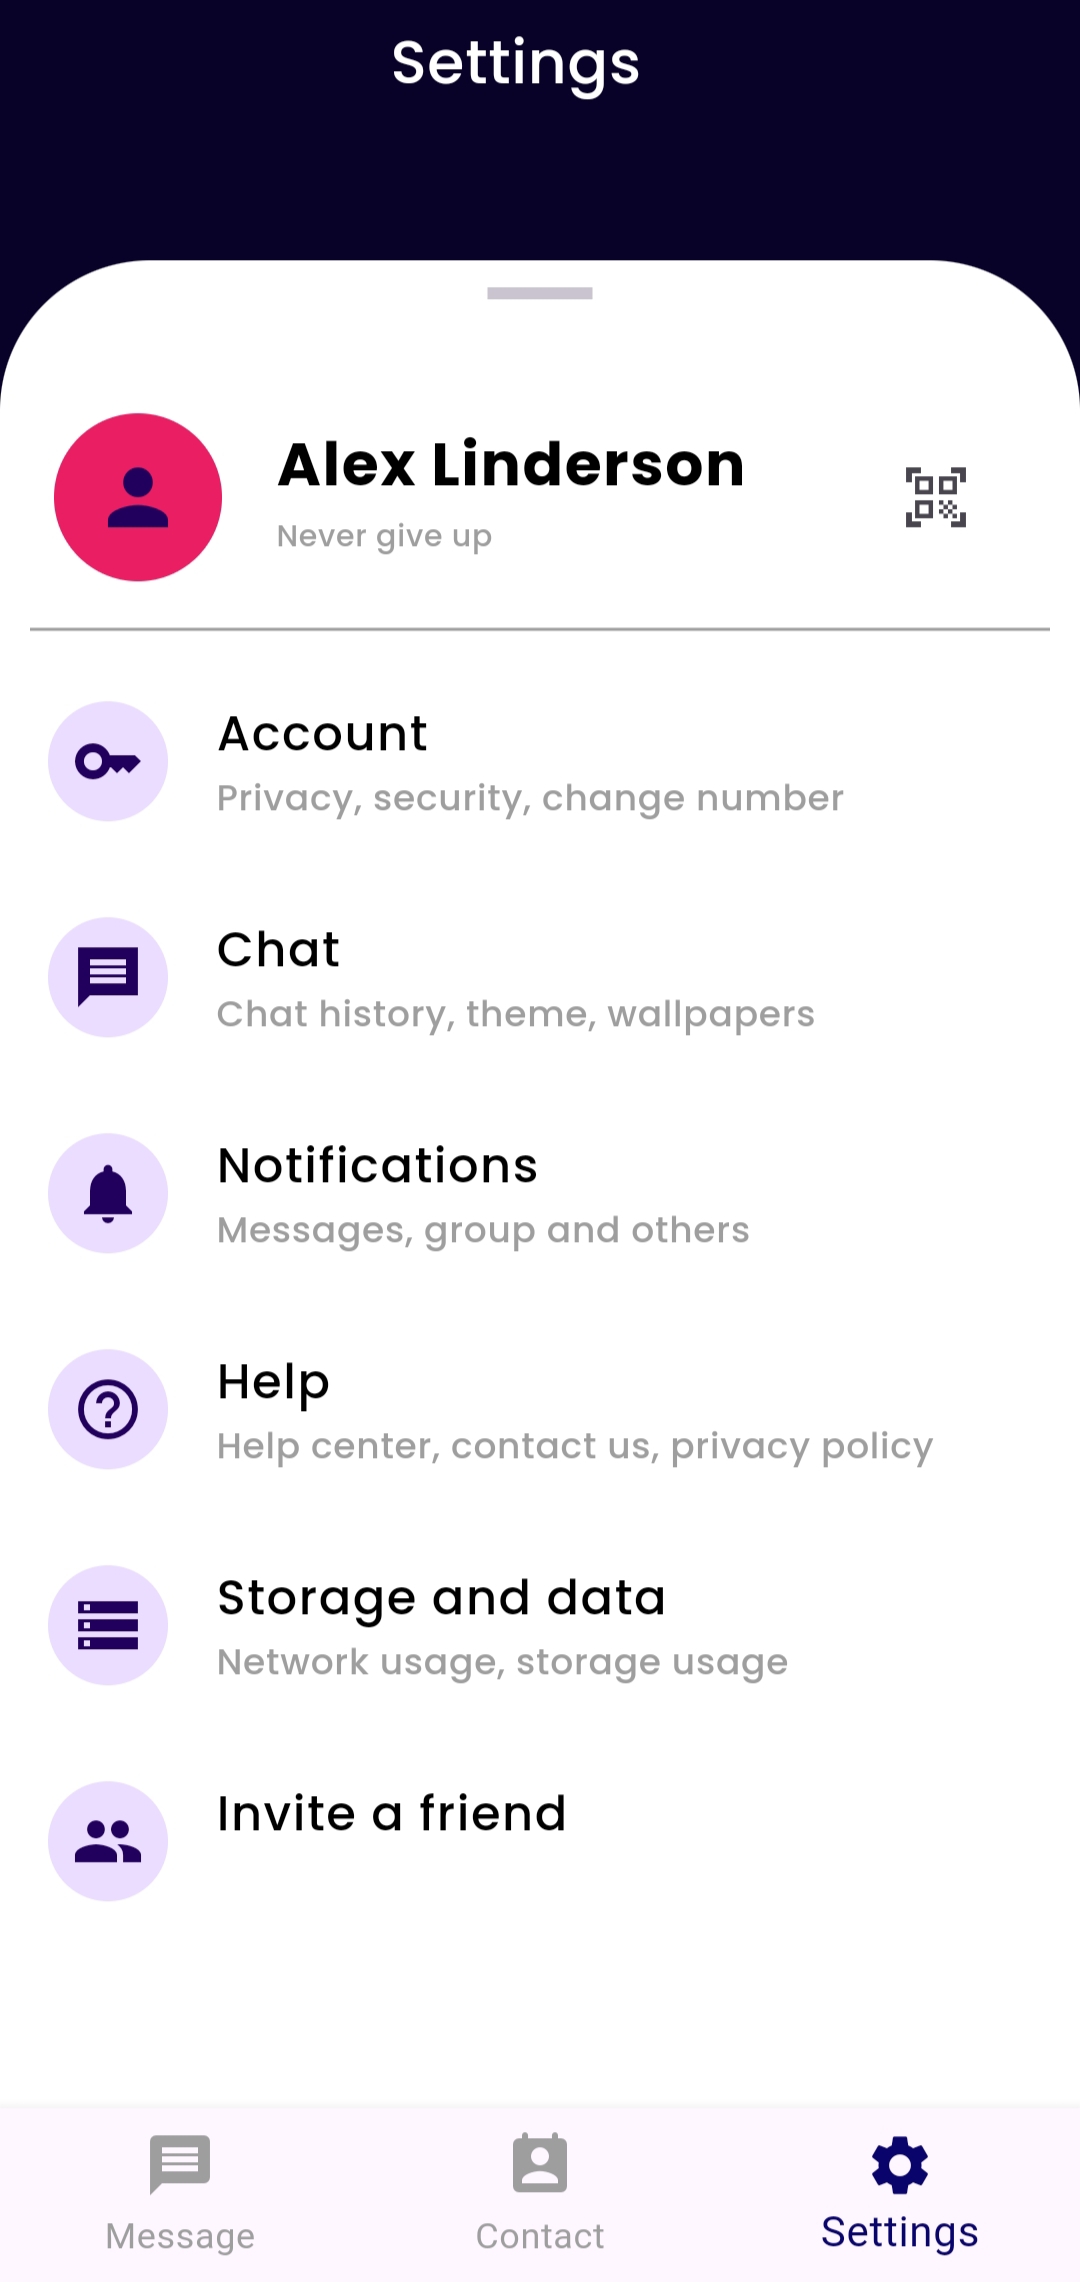 Settings
Alex Linderson
Never give up
Account
Privacy, security, change number
Chat
Chat history, theme, wallpapers
Notifications
Messages, group and others
Help
Help center, contact us, privacy policy
Storage and data
Network usage, storage usage
Invite a friend
Message
Contact
Settings